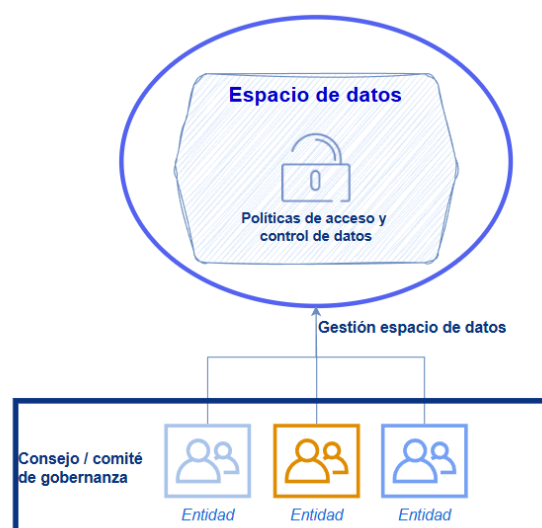 Espacio de datos
Políticas de acceso y
control de datos
Gestión espacio de datos
Consejo / comité
de gobernanza
Entidad
Entidad
Entidad